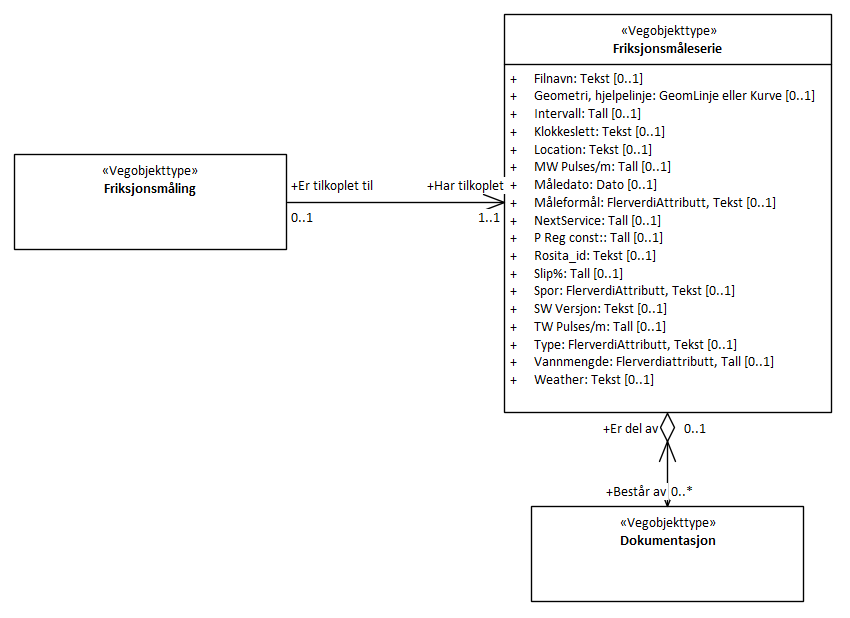 «Vegobjekttype»
Friksjonsmåleserie
+ Filnavn: Tekst [0..1]
+ Geometri, hjelpelinje: GeomLinje eller Kurve [0..1]
+ Intervall: Tall [0..1]
+ Klokkeslett: Tekst [0..1]
+ Location: Tekst [0..1]
+ MW Pulses/m: Tall [0..1]
+ Måledato: Dato [0..1]
+ Måleformål: FlerverdiAttributt, Tekst [0..1]
+ NextService: Tall [0..1]
+ P Reg const:: Tall [0..1]
+ Rosita_id: Tekst [0..1]
+ Slip%: Tall [0..1]
+ Spor: FlerverdiAttributt, Tekst [0..1]
+ SW Versjon: Tekst [0..1]
+ TW Pulses/m: Tall [0..1]
+ Type: FlerverdiAttributt, Tekst [0..1]
+ Vannmengde: Flerverdiattributt, Tall [0..1]
+ Weather: Tekst [0..1]
«Vegobjekttype»
Friksjonsmåling
+Er tilkoplet til
+Har tilkoplet
0..1
1..1
+Er del av
0..1
+Består av
0..*
«Vegobjekttype»
Dokumentasjon